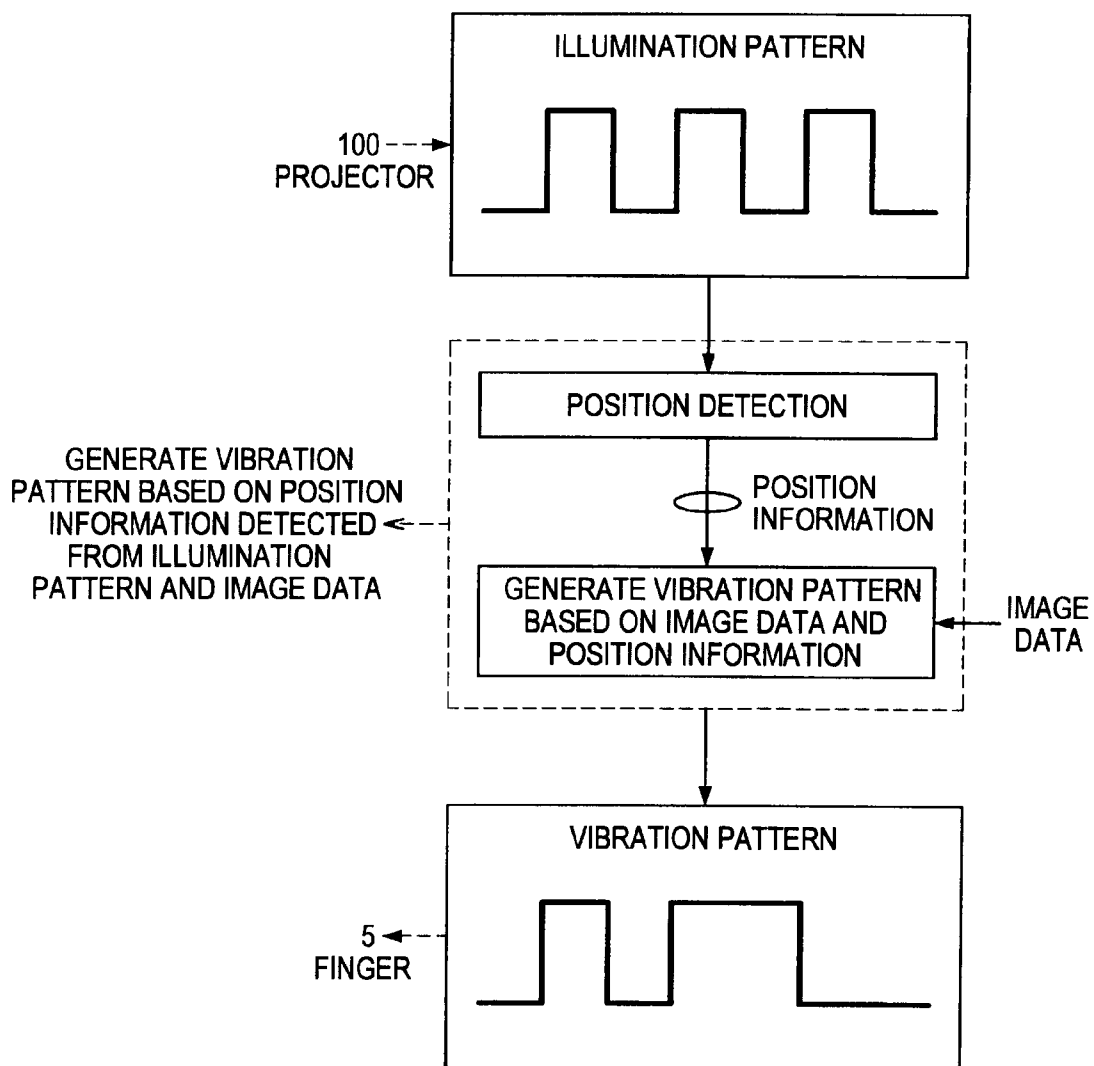 ILLUMINATION PATTERN
100
PROJECTOR
POSITION DETECTION
POSITION
INFORMATION
GENERATE VIBRATION
PATTERN BASED ON POSITION
INFORMATION DETECTED
FROM ILLUMINATION
PATTERN AND IMAGE DATA
GENERATE VIBRATION PATTERN
BASED ON IMAGE DATA AND
POSITION INFORMATION
IMAGE
DATA
VIBRATION PATTERN
5
FINGER